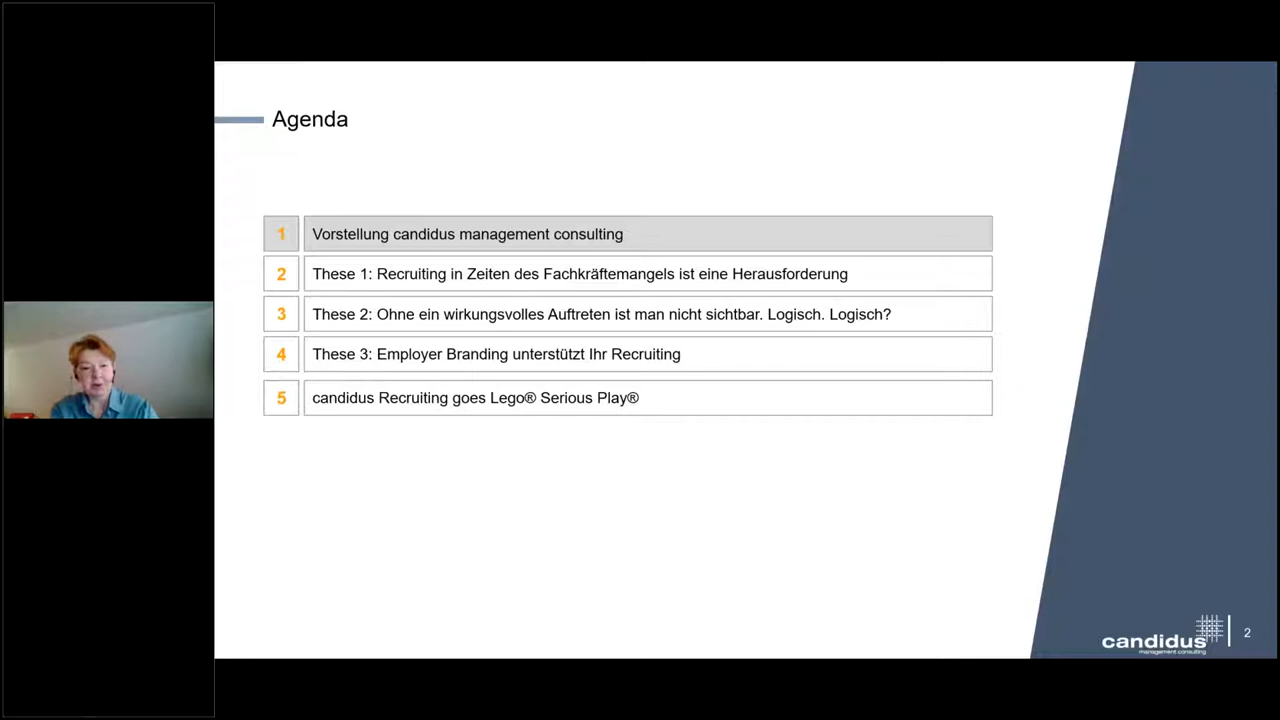 Agenda
1 Vorstellung candidus management consulting
2 These 1: Recruiting in Zeiten des Fachkräftemangels ist eine Herausforderung
3 These 2: Ohne ein wirkungsvolles Auftreten ist man nicht sichtbar. Logisch. Logisch?
4 These 3: Employer Branding unterstützt Ihr Recruiting
5 candidus Recruiting goes Lego® Serious Play®
candidus
management consulting
2